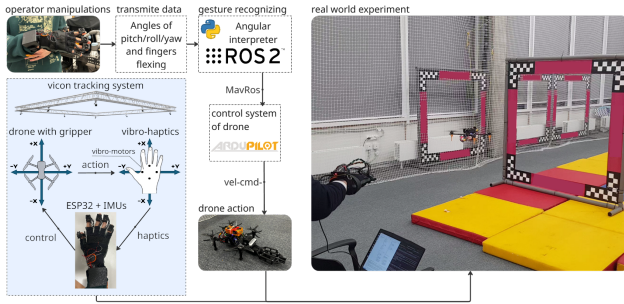 operator manipulations
transmite data
gesture recognizing
real world experiment
Angles of
pitch/roll/yaw
and fingers
flexing
Angular
interpreter
ROS 2™
MavRos
vicon tracking system
control system
of drone
ARDUPILOT
drone with gripper
vibro-haptics
+X
+X
vibro-motors
-Y
+Y
action
-Y
+Y
-X
-X
vel-cmd
ESP32 + IMUs
drone action
control
haptics